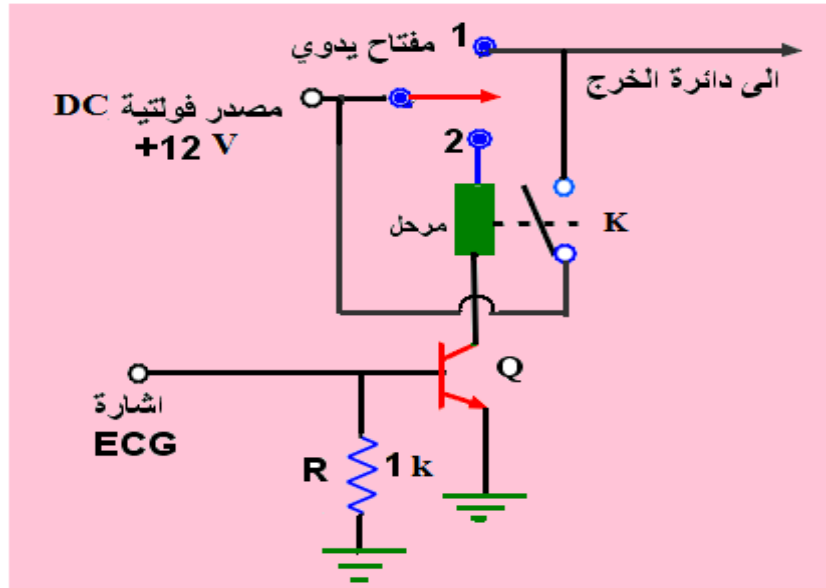 مفتاح يدوي
1
مصدر فولتية DC
+12 V
الى دائرة الخرج
2
مرحل
K
Q
اشارة
ECG
R
1 k